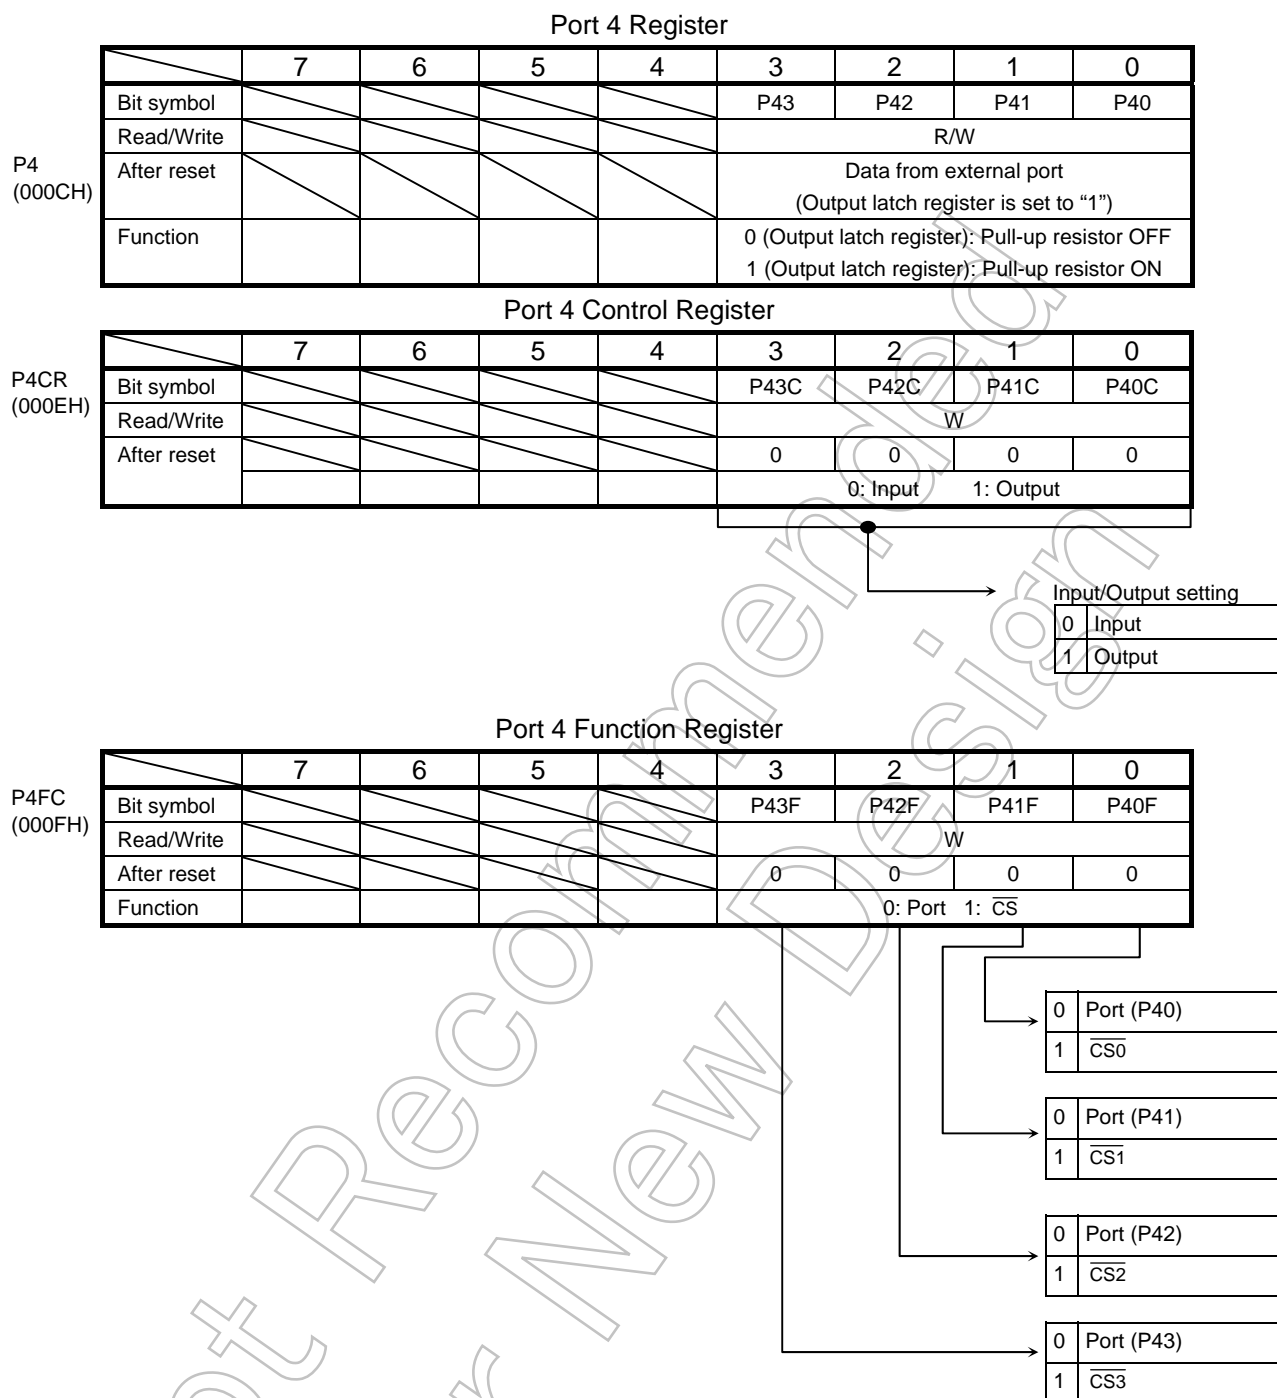 Port 4 Register
7 6 5 4 3 2 1 0
Bit symbol P43 P42 P41 P40
Read/Write R/W
P4
(000CH)
After reset Data from external port
(Output latch register is set to “1”)
Function 0 (Output latch register): Pull-up resistor OFF
1 (Output latch register): Pull-up resistor ON
Port 4 Control Register
7 6 5 4 3 2 1 0
P4CR
(000EH)
Bit symbol P43C P42C P41C P40C
Read/Write W
After reset 0 0 0 0
0: Input 1: Output
Input/Output setting
0 Input
1 Output
Port 4 Function Register
7 6 5 4 3 2 1 0
P4FC
(000FH)
Bit symbol P43F P42F P41F P40F
Read/Write W
After reset 0 0 0 0
Function 0: Port 1: C̅S̅
0 Port (P40)
1 C̅S̅0̅
0 Port (P41)
1 C̅S̅1̅
0 Port (P42)
1 C̅S̅2̅
0 Port (P43)
1 C̅S̅3̅
Recommended
New Design